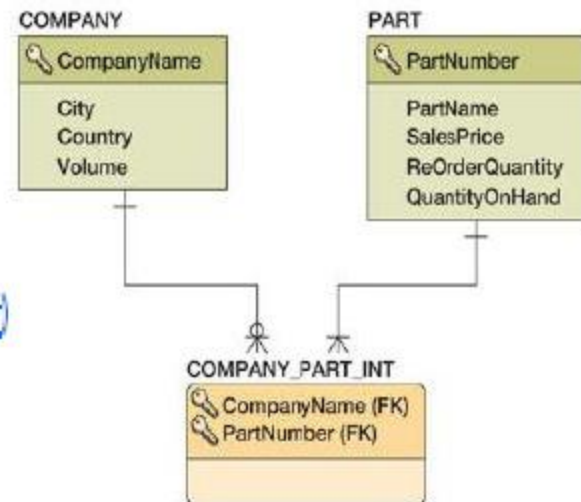 COMPANY
CompanyName
City
Country
Volume
PART
PartNumber
PartName
SalesPrice
ReOrderQuantity
QuantityOnHand
)
COMPANY_PART_INT
CompanyName (FK)
PartNumber (FK)